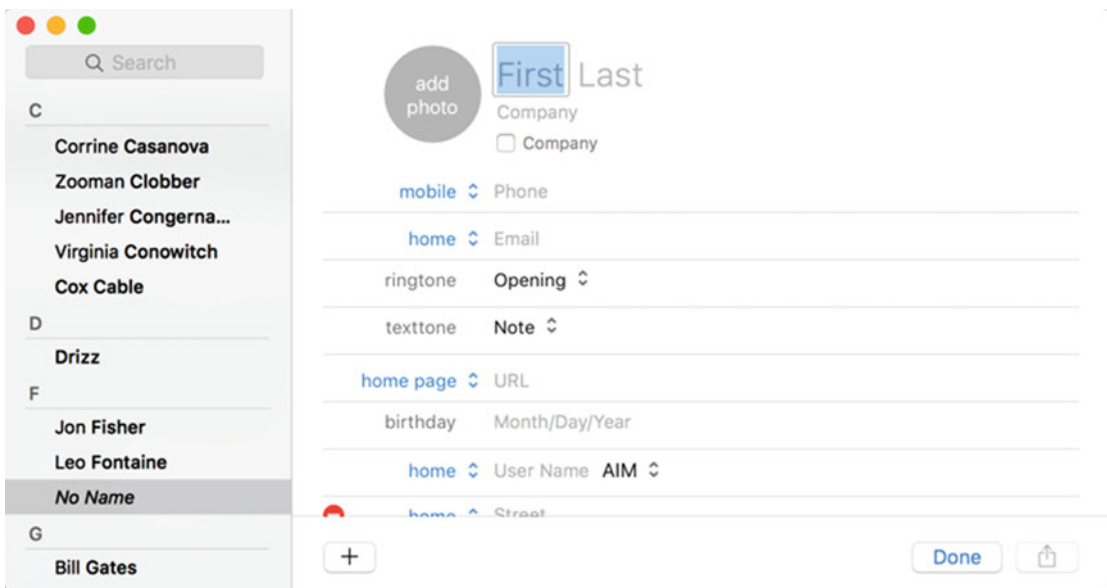 Search
C
Corrine Casanova
Zooman Clobber
Jennifer Congerna...
Virginia Conowitch
Cox Cable
D
Drizz
F
Jon Fisher
Leo Fontaine
No Name
G
Bill Gates
add
photo
First Last
Company
Company
mobile Phone
home Email
ringtone Opening
texttone Note
home page URL
birthday Month/Day/Year
home User Name AIM
home Street
+
Done